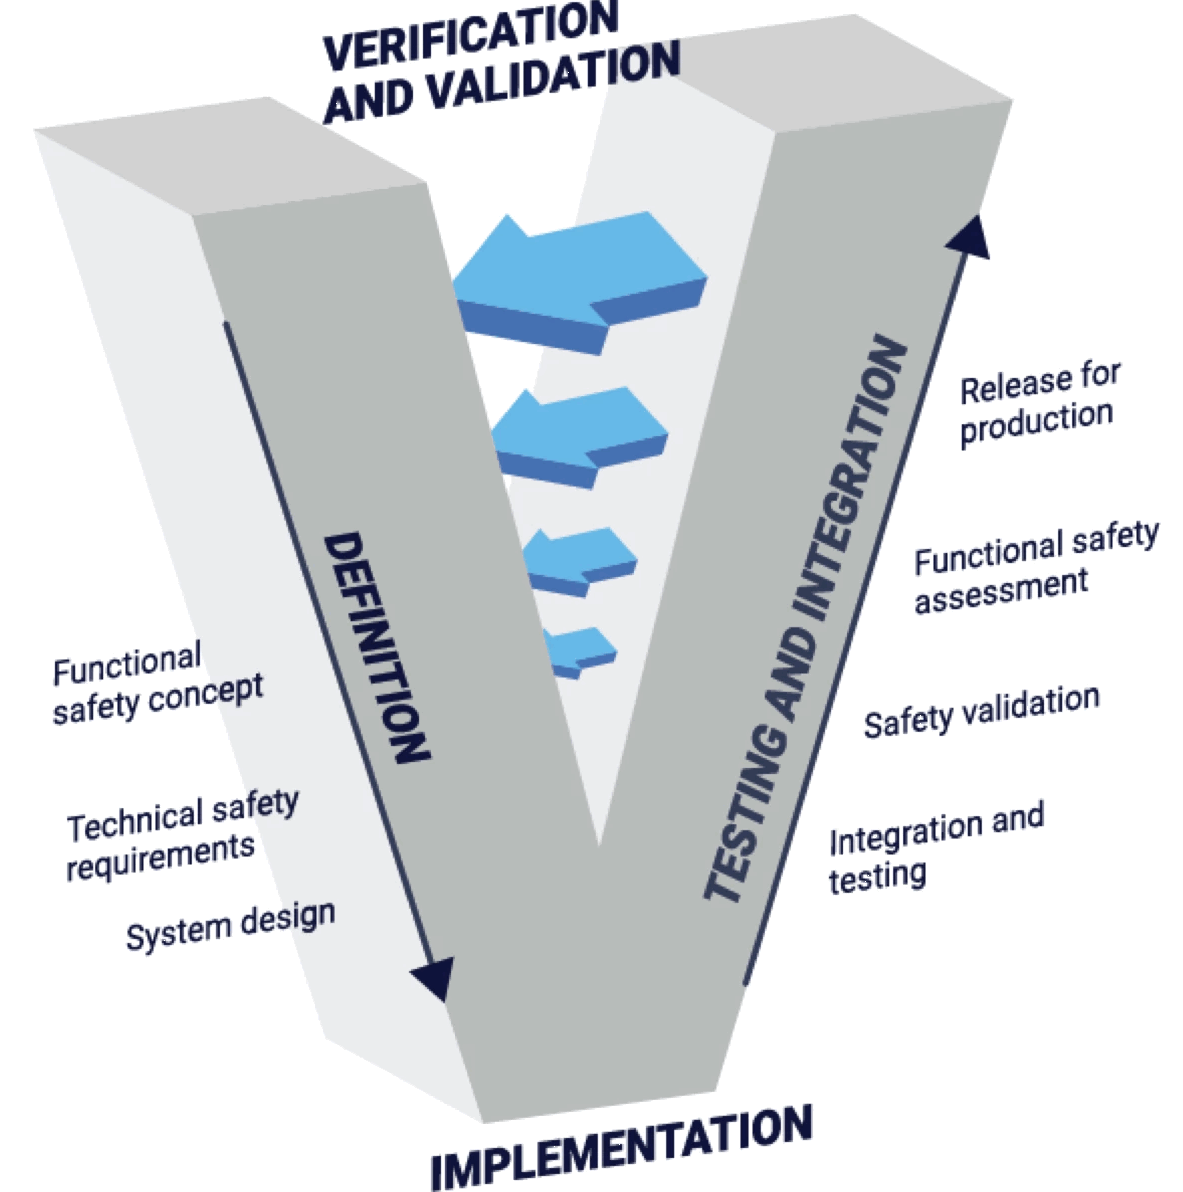 VERIFICATION
AND VALIDATION
DEFINITION
Functional
safety concept
Technical safety
requirements
System design
IMPLEMENTATION
TESTING AND INTEGRATION
Release for
production
Functional safety
assessment
Safety validation
Integration and
testing